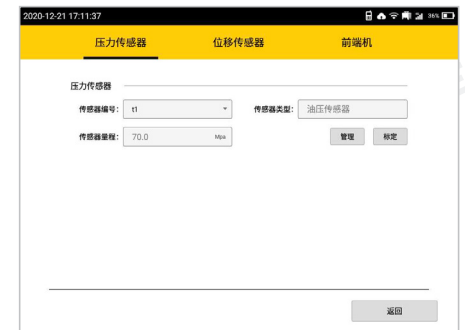 2020-12-21 17:11:37 36%
压力传感器 位移传感器 前端机
压力传感器
传感器编号: t1 传感器类型: 油压传感器
传感器量程: 70.0 Mpa 管理 标定
返回